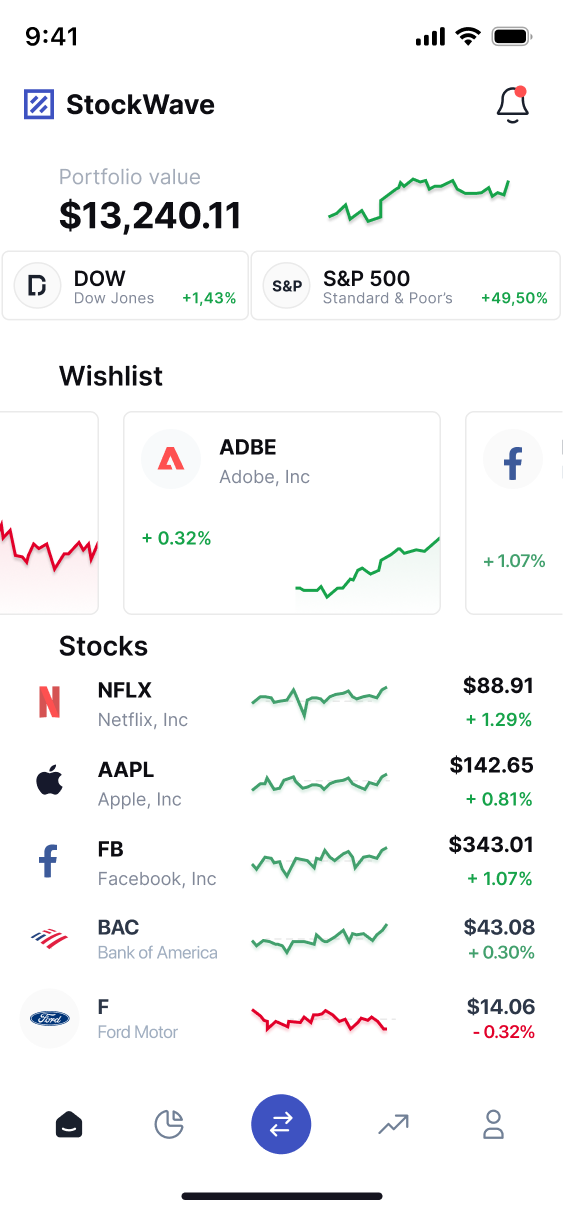 9:41
StockWave
Portfolio value
$13,240.11
DOW
Dow Jones
+1,43%
S&P
S&P 500
Standard & Poor's
+49,50%
Wishlist
ADBE
Adobe, Inc
+ 0.32%
+ 1.07%
Stocks
NFLX
Netflix, Inc
$88.91
+ 1.29%
AAPL
Apple, Inc
$142.65
+ 0.81%
FB
Facebook, Inc
$343.01
+ 1.07%
BAC
Bank of America
$43.08
+ 0.30%
Ford
F
Ford Motor
$14.06
- 0.32%